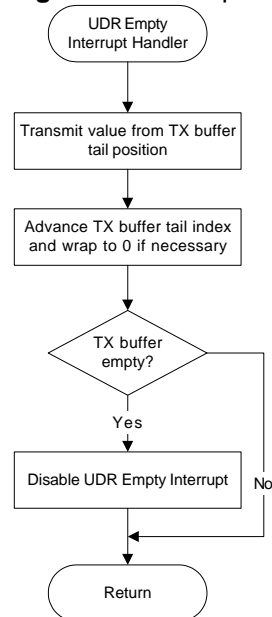 UDR Empty
Interrupt Handler
Transmit value from TX buffer
tail position
Advance TX buffer tail index
and wrap to 0 if necessary
TX buffer
empty?
Yes
Disable UDR Empty Interrupt
No
Return